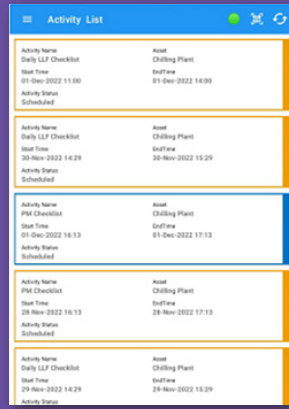 Activity List
Activity Name Asset
Daily LLF Checklist Chilling Plant
Start Time EndTime
01-Dec-2022 11:00 01-Dec-2022 14:00
Activity Status
Scheduled
Activity Name Asset
Daily LLF Checklist Chilling Plant
Start Time EndTime
30-Nov-2022 14:29 30-Nov-2022 15:29
Activity Status
Scheduled
Activity Name Asset
PM Checklist Chilling Plant
Start Time EndTime
01-Dec-2022 16:13 01-Dec-2022 17:13
Activity Status
Scheduled
Activity Name Asset
PM Checklist Chilling Plant
Start Time EndTime
28-Nov-2022 16:13 28-Nov-2022 17:13
Activity Status
Scheduled
Activity Name Asset
Daily LLF Checklist Chilling Plant
Start Time EndTime
29-Nov-2022 14:29 29-Nov-2022 15:29
Activity Status